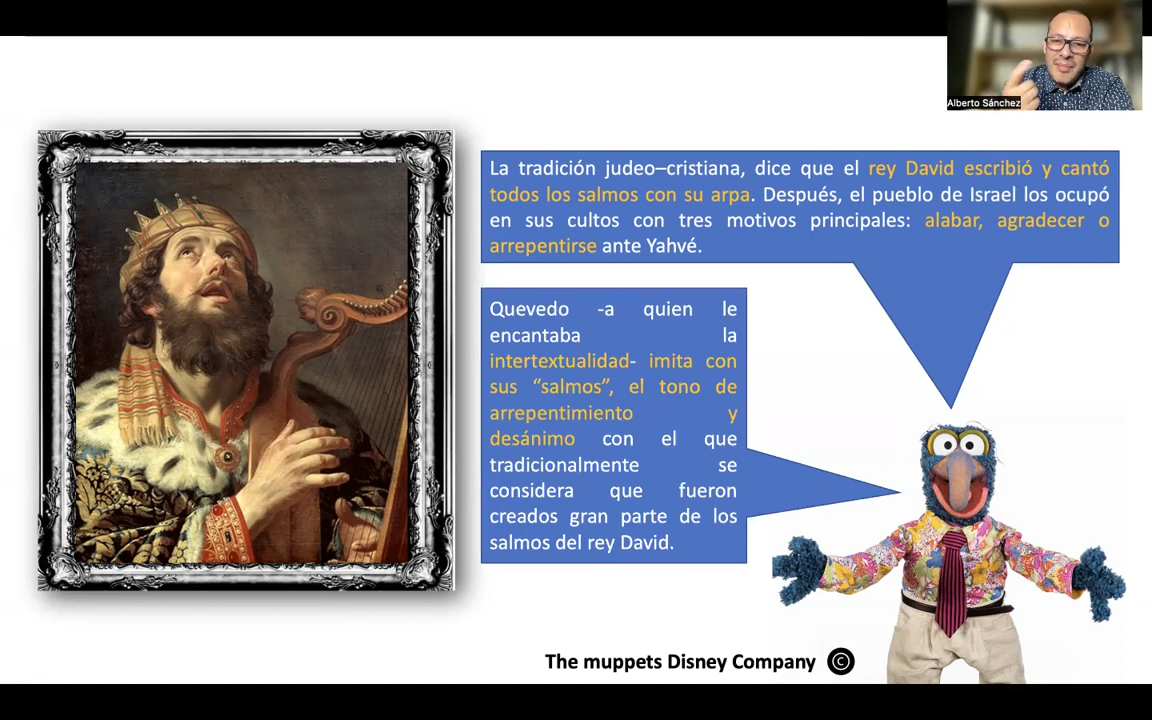 Alberto Sánchez
La tradición judeo–cristiana, dice que el rey David escribió y cantó
todos los salmos con su arpa. Después, el pueblo de Israel los ocupó
en sus cultos con tres motivos principales: alabar, agradecer o
arrepentirse ante Yahvé.
Quevedo -a quien le
encantaba la
intertextualidad- imita con
sus “salmos”, el tono de
arrepentimiento y
desánimo con el que
tradicionalmente se
considera que fueron
creados gran parte de los
salmos del rey David.
The muppets Disney Company ©